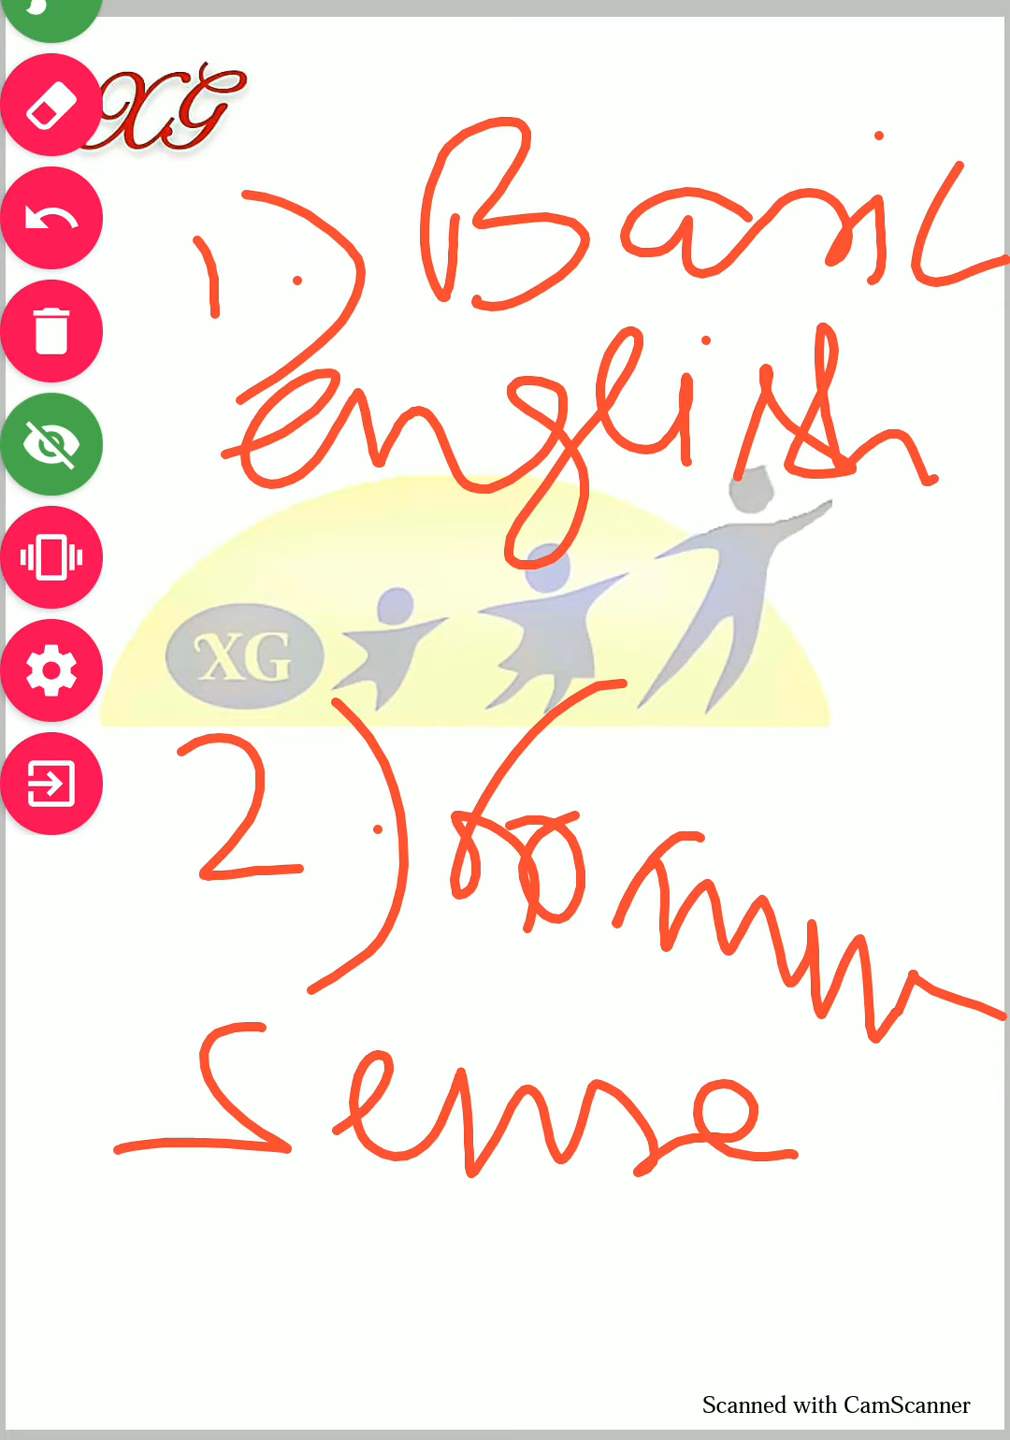 XG
1) Basic
English
XG
2) Common
Sense
Scanned with CamScanner